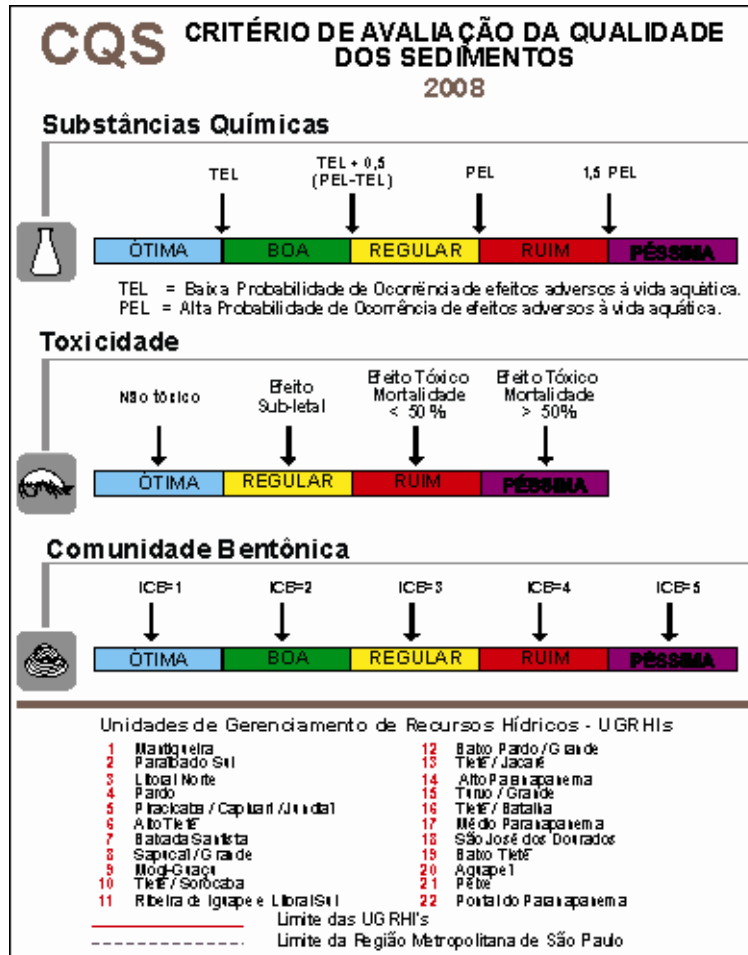 CQS CRITÉRIO DE AVALIAÇÃO DA QUALIDADE
DOS SEDIMENTOS
2008
Substâncias Químicas
TEL
TEL + 0,5
(PEL-TEL)
PEL
1,5 PEL
ÓTIMA BOA REGULAR RUIM PÉSSIMA
TEL = Baixa Probabilidade de Ocorrência de efeitos adversos à vida aquática.
PEL = Alta Probabilidade de Ocorrência de efeitos adversos à vida aquática.
Toxicidade
Não tóxico
Efeito
Sub-letal
Efeito Tóxico
Mortalidade
< 50%
Efeito Tóxico
Mortalidade
> 50%
ÓTIMA REGULAR RUIM PÉSSIMA
Comunidade Bentônica
ICB=1 ICB=2 ICB=3 ICB=4 ICB=5
ÓTIMA BOA REGULAR RUIM PÉSSIMA
Unidades de Gerenciamento de Recursos Hídricos - UGRHIs
1 Mantiqueira
2 Paraíba do Sul
3 Litoral Norte
4 Pardo
5 Piracicaba / Capivari / Jundiaí
6 Alto Tietê
7 Baixada Santista
8 Sapucaí / Grande
9 Mogi-Guaçu
10 Tietê / Sorocaba
11 Ribeira de Iguape e Litoral Sul
12 Baixo Pardo / Grande
13 Tietê / Jacaré
14 Alto Paranapanema
15 Turvo / Grande
16 Tietê / Batalha
17 Médio Paranapanema
18 São José dos Dourados
19 Baixo Tietê
20 Aguapeí
21 Peixe
22 Pontal do Paranapanema
Limite das UGRHI's
Limite da Região Metropolitana de São Paulo